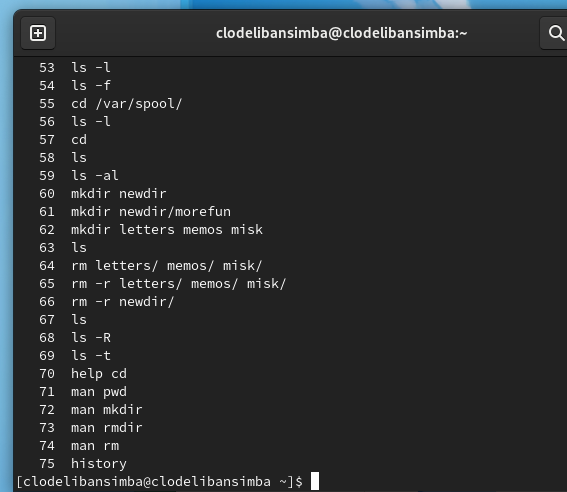 clodelibansimba@clodelibansimba:~
53 ls -l
54 ls -f
55 cd /var/spool/
56 ls -l
57 cd
58 ls
59 ls -al
60 mkdir newdir
61 mkdir newdir/morefun
62 mkdir letters memos misk
63 ls
64 rm letters/ memos/ misk/
65 rm -r letters/ memos/ misk/
66 rm -r newdir/
67 ls
68 ls -R
69 ls -t
70 help cd
71 man pwd
72 man mkdir
73 man rmdir
74 man rm
75 history
[clodelibansimba@clodelibansimba ~]$